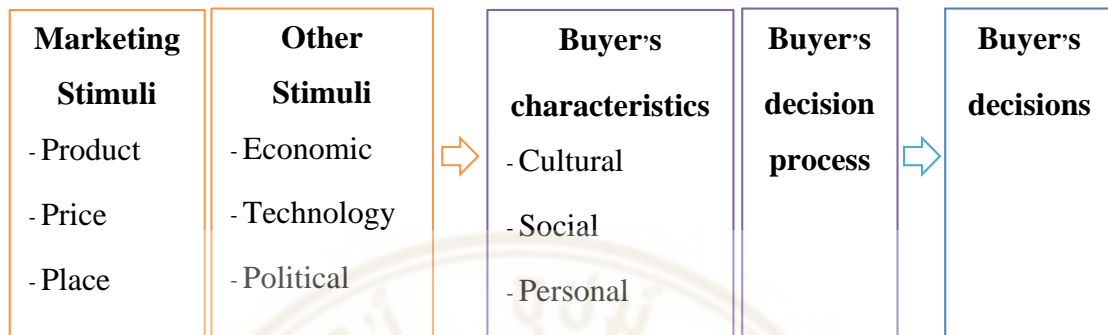 Marketing
Stimuli
- Product
- Price
- Place
Other
Stimuli
- Economic
- Technology
- Political
Buyer's
characteristics
- Cultural
- Social
- Personal
Buyer's
decision
process
Buyer's
decisions